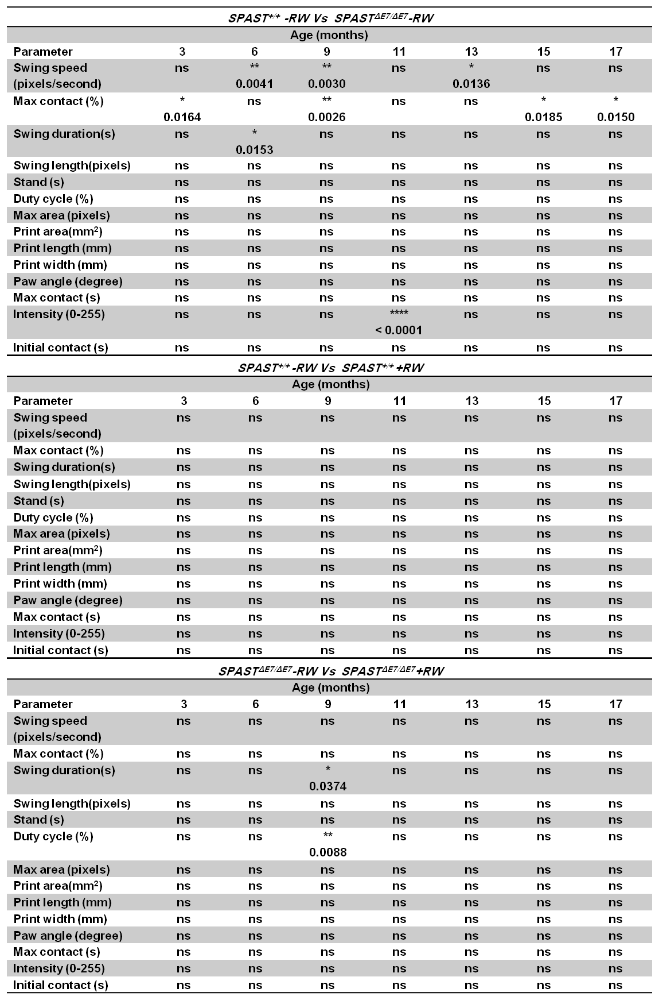 SPAST+/+ -RW Vs SPASTΔE7/ΔE7-RW
Age (months)
Parameter 3 6 9 11 13 15 17
Swing speed ns ** ** ns * ns ns
(pixels/second) 0.0041 0.0030 0.0136
Max contact (%) * ns ** ns ns * *
0.0164 0.0026 0.0185 0.0150
Swing duration(s) ns * ns ns ns ns ns
0.0153
Swing length(pixels) ns ns ns ns ns ns ns
Stand (s) ns ns ns ns ns ns ns
Duty cycle (%) ns ns ns ns ns ns ns
Max area (pixels) ns ns ns ns ns ns ns
Print area(mm2) ns ns ns ns ns ns ns
Print length (mm) ns ns ns ns ns ns ns
Print width (mm) ns ns ns ns ns ns ns
Paw angle (degree) ns ns ns ns ns ns ns
Max contact (s) ns ns ns ns ns ns ns
Intensity (0-255) ns ns ns **** ns ns ns
< 0.0001
Initial contact (s) ns ns ns ns ns ns ns
SPAST+/+ -RW Vs SPAST+/+ +RW
Age (months)
Parameter 3 6 9 11 13 15 17
Swing speed ns ns ns ns ns ns ns
(pixels/second)
Max contact (%) ns ns ns ns ns ns ns
Swing duration(s) ns ns ns ns ns ns ns
Swing length(pixels) ns ns ns ns ns ns ns
Stand (s) ns ns ns ns ns ns ns
Duty cycle (%) ns ns ns ns ns ns ns
Max area (pixels) ns ns ns ns ns ns ns
Print area(mm2) ns ns ns ns ns ns ns
Print length (mm) ns ns ns ns ns ns ns
Print width (mm) ns ns ns ns ns ns ns
Paw angle (degree) ns ns ns ns ns ns ns
Max contact (s) ns ns ns ns ns ns ns
Intensity (0-255) ns ns ns ns ns ns ns
Initial contact (s) ns ns ns ns ns ns ns
SPASTΔE7/ΔE7-RW Vs SPASTΔE7/ΔE7+RW
Age (months)
Parameter 3 6 9 11 13 15 17
Swing speed ns ns ns ns ns ns ns
(pixels/second)
Max contact (%) ns ns ns ns ns ns ns
Swing duration(s) ns ns * ns ns ns ns
0.0374
Swing length(pixels) ns ns ns ns ns ns ns
Stand (s) ns ns ns ns ns ns ns
Duty cycle (%) ns ns ** ns ns ns ns
0.0088
Max area (pixels) ns ns ns ns ns ns ns
Print area(mm2) ns ns ns ns ns ns ns
Print length (mm) ns ns ns ns ns ns ns
Print width (mm) ns ns ns ns ns ns ns
Paw angle (degree) ns ns ns ns ns ns ns
Max contact (s) ns ns ns ns ns ns ns
Intensity (0-255) ns ns ns ns ns ns ns
Initial contact (s) ns ns ns ns ns ns ns